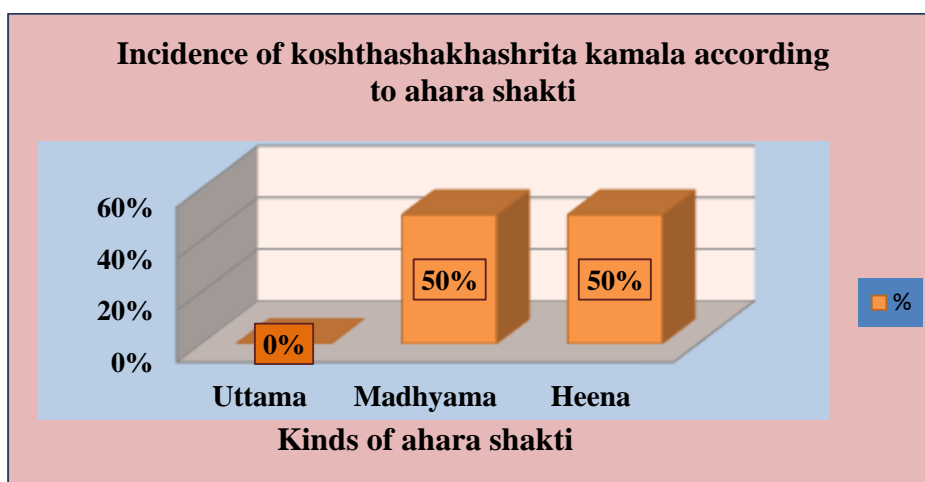 Incidence of koshthashakhashrita kamala according
to ahara shakti
60%
40%
20%
0%
50%
50%
0%
%
Uttama Madhyama Heena
Kinds of ahara shakti